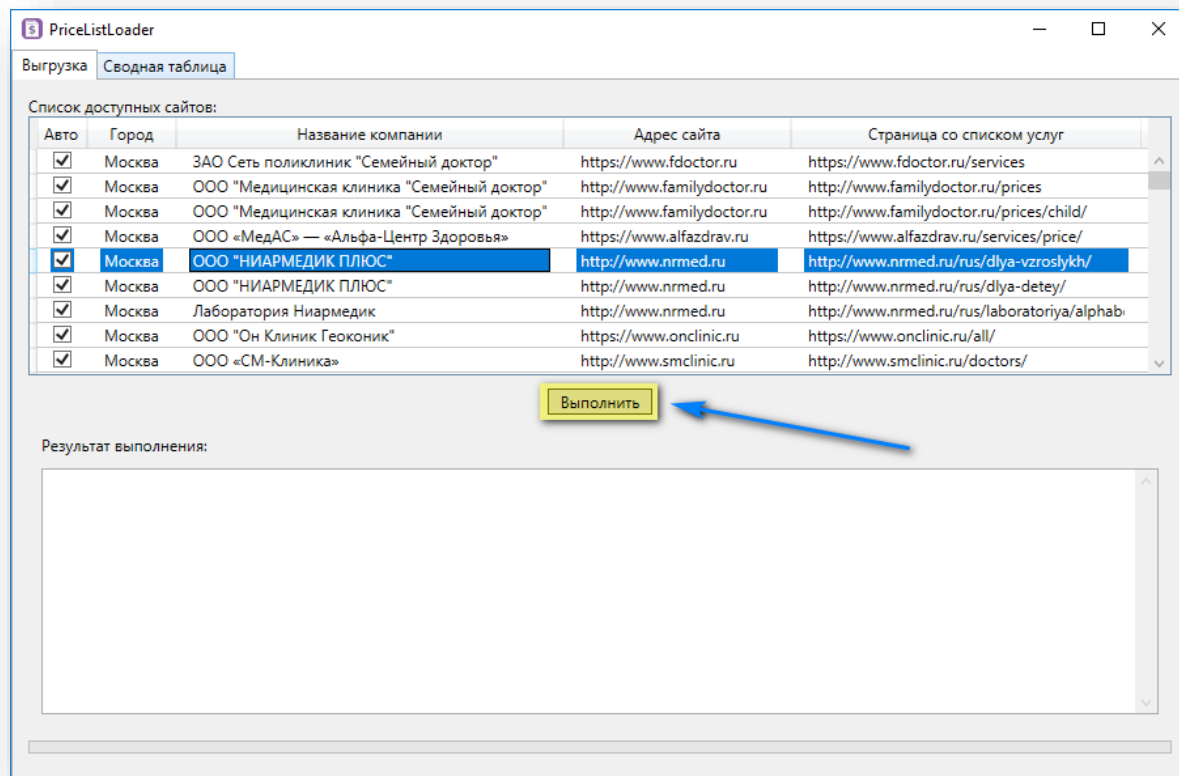 PriceListLoader
Выгрузка Сводная таблица
Список доступных сайтов:
Авто Город Название компании Адрес сайта Страница со списком услуг
Москва ЗАО Сеть поликлиник "Семейный доктор" https://www.fdoctor.ru https://www.fdoctor.ru/services
Москва ООО "Медицинская клиника "Семейный доктор" http://www.familydoctor.ru http://www.familydoctor.ru/prices
Москва ООО "Медицинская клиника "Семейный доктор" http://www.familydoctor.ru http://www.familydoctor.ru/prices/child/
Москва ООО «МедАС» — «Альфа-Центр Здоровья» https://www.alfazdrav.ru https://www.alfazdrav.ru/services/price/
Москва ООО "НИАРМЕДИК ПЛЮС" http://www.nrmed.ru http://www.nrmed.ru/rus/dlya-vzroslykh/
Москва ООО "НИАРМЕДИК ПЛЮС" http://www.nrmed.ru http://www.nrmed.ru/rus/dlya-detey/
Москва Лаборатория Ниармедик http://www.nrmed.ru http://www.nrmed.ru/rus/laboratoriya/alphab
Москва ООО "Он Клиник Геоконик" https://www.onclinic.ru https://www.onclinic.ru/all/
Москва ООО «СМ-Клиника» http://www.smclinic.ru http://www.smclinic.ru/doctors/
Выполнить
Результат выполнения: